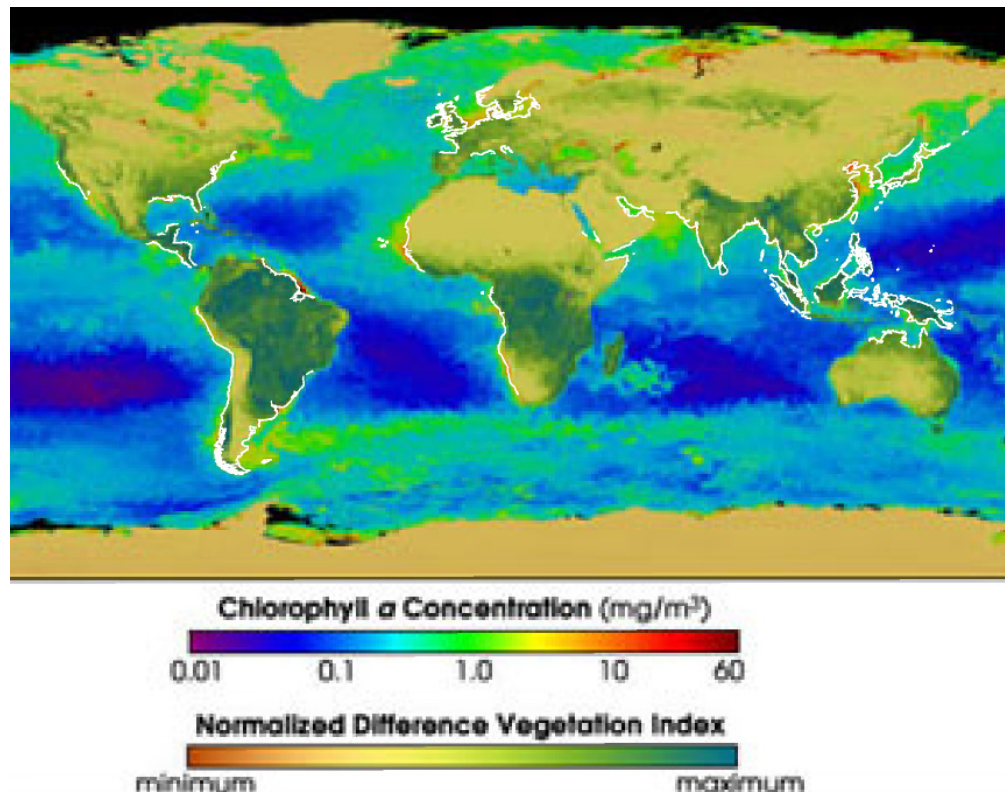 Chlorophyll a Concentration (mg/m³)
0.01 0.1 1.0 10 60
Normalized Difference Vegetation Index
minimum maximum